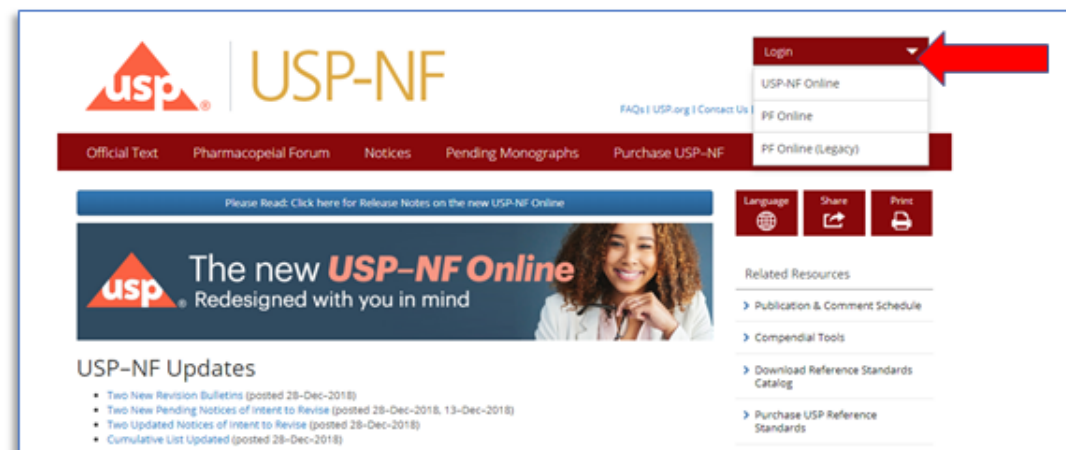 usp®
USP-NF
Login
USP-NF Online
PF Online
PF Online (Legacy)
FAQs | USP.org | Contact Us |
Official Text
Pharmacopeial Forum
Notices
Pending Monographs
Purchase USP–NF
Please Read: Click here for Release Notes on the new USP-NF Online
Language
Share
Print
usp®
The new USP–NF Online
Redesigned with you in mind
USP–NF Updates
• Two New Revision Bulletins (posted 28–Dec–2018)
• Two New Pending Notices of Intent to Revise (posted 28–Dec–2018, 13–Dec–2018)
• Two Updated Notices of Intent to Revise (posted 28–Dec–2018)
• Cumulative List Updated (posted 28–Dec–2018)
Related Resources
Publication & Comment Schedule
Compendial Tools
Download Reference Standards
Catalog
Purchase USP Reference
Standards